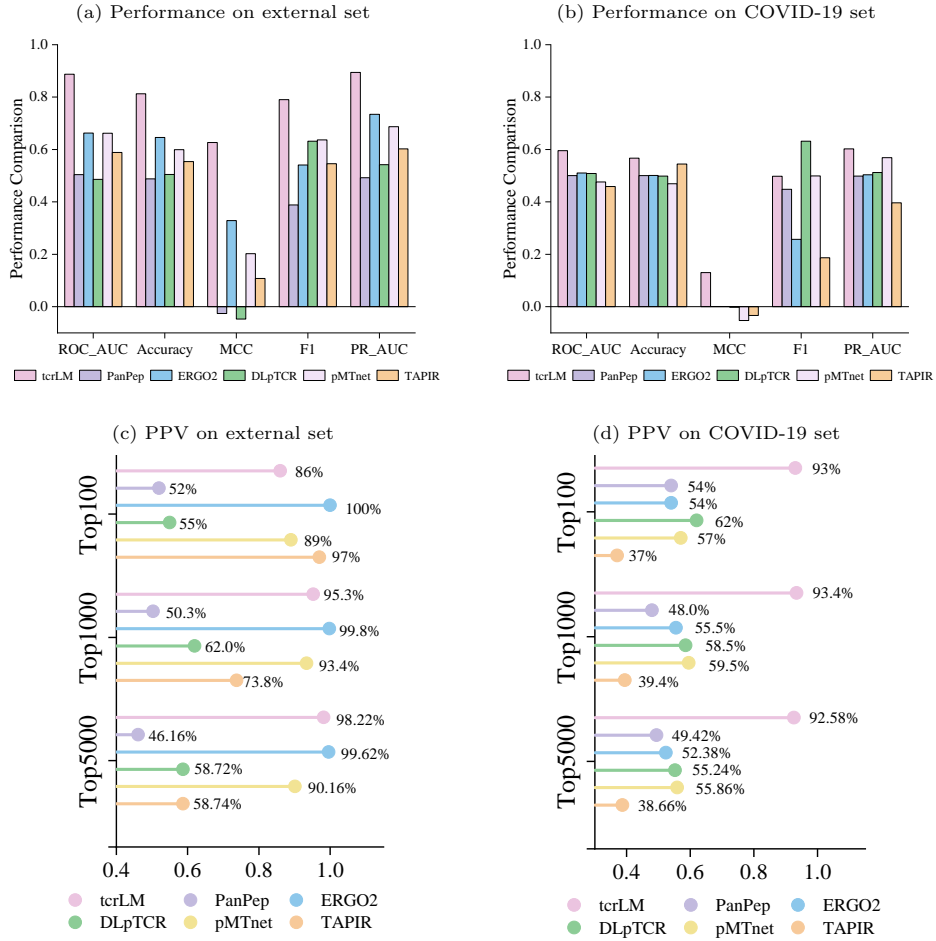 (a) Performance on external set
Performance Comparison
1.0
0.8
0.6
0.4
0.2
0.0
ROC_AUC Accuracy MCC F1 PR_AUC
tcrLM PanPep ERGO2 DLpTCR pMTnet TAPIR
(b) Performance on COVID-19 set
Performance Comparison
1.0
0.8
0.6
0.4
0.2
0.0
ROC_AUC Accuracy MCC F1 PR_AUC
tcrLM PanPep ERGO2 DLpTCR pMTnet TAPIR
(c) PPV on external set
Top100
86%
52%
100%
55%
89%
97%
Top1000
95.3%
50.3%
99.8%
62.0%
93.4%
73.8%
Top5000
98.22%
46.16%
99.62%
58.72%
90.16%
58.74%
0.4 0.6 0.8 1.0
tcrLM PanPep ERGO2
DLpTCR pMTnet TAPIR
(d) PPV on COVID-19 set
Top100
93%
54%
54%
62%
57%
37%
Top1000
93.4%
48.0%
55.5%
58.5%
59.5%
39.4%
Top5000
92.58%
49.42%
52.38%
55.24%
55.86%
38.66%
0.4 0.6 0.8 1.0
tcrLM PanPep ERGO2
DLpTCR pMTnet TAPIR